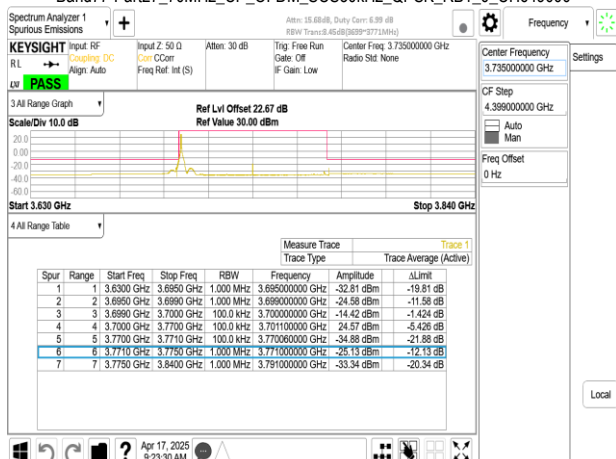 Spectrum Analyzer 1
Spurious Emissions
Attn: 15.68dB, Duty Corr: 6.99 dB
Frequency
KEYSIGHT
Input: RF
Coupling: DC
Align: Auto
Input Z: 50 Ω
Corr CCorr
Freq Ref: Int (S)
Atten: 30 dB
Trig: Free Run
Gate: Off
IF Gain: Low
Center Freq: 3.735000000 GHz
Radio Std: None
RL
LXI
PASS
Center Frequency
3.735000000 GHz
Settings
CF Step
4.399000000 GHz
Auto
Man
Freq Offset
0 Hz
3 All Range Graph
Scale/Div 10.0 dB
Ref Lvl Offset 22.67 dB
Ref Value 30.00 dBm
20.0
0.00
-20.0
-40.0
-60.0
Start 3.630 GHz
Stop 3.840 GHz
4 All Range Table
Measure Trace Trace 1
Trace Type Trace Average (Active)
Spur Range Start Freq Stop Freq RBW Frequency Amplitude ΔLimit
1 1 3.6300 GHz 3.6950 GHz 1.000 MHz 3.695000000 GHz -32.81 dBm -19.81 dB
2 2 3.6950 GHz 3.6990 GHz 1.000 MHz 3.699000000 GHz -24.58 dBm -11.58 dB
3 3 3.6990 GHz 3.7000 GHz 100.0 kHz 3.700000000 GHz -14.42 dBm -1.424 dB
4 4 3.7000 GHz 3.7700 GHz 100.0 kHz 3.701100000 GHz 24.57 dBm -5.426 dB
5 5 3.7700 GHz 3.7710 GHz 100.0 kHz 3.770060000 GHz -34.88 dBm -21.88 dB
6 6 3.7710 GHz 3.7750 GHz 1.000 MHz 3.771000000 GHz -25.13 dBm -12.13 dB
7 7 3.7750 GHz 3.8400 GHz 1.000 MHz 3.791000000 GHz -33.34 dBm -20.34 dB
Local
?
Apr 17, 2025
9:23:30 AM